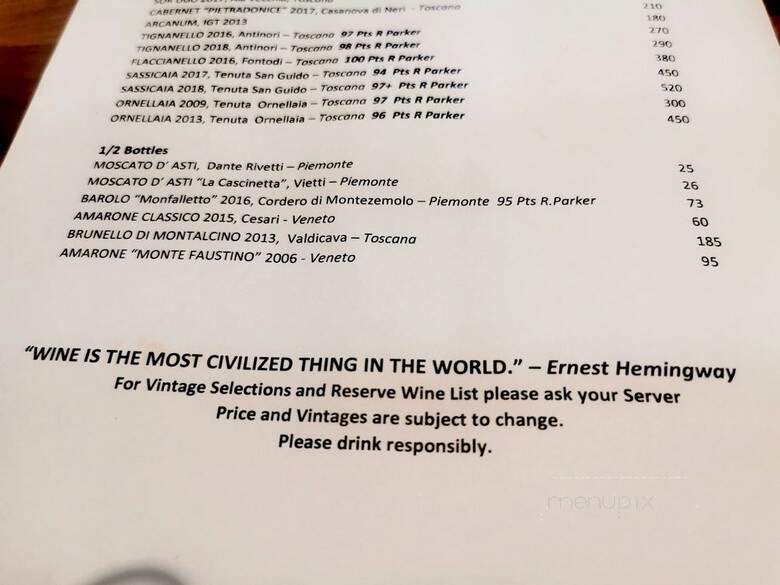 CABERNET "PIETRADONICE" 2017, Casanova di Neri - Toscana 210
ARCANUM, IGT 2013 180
TIGNANELLO 2016, Antinori – Toscana 97 Pts R Parker 270
TIGNANELLO 2018, Antinori – Toscana 98 Pts R Parker 290
FLACCIANELLO 2016, Fontodi – Toscana 100 Pts R Parker 380
SASSICAIA 2017, Tenuta San Guido – Toscana 94 Pts R Parker 450
SASSICAIA 2018, Tenuta San Guido – Toscana 97+ Pts R Parker 520
ORNELLAIA 2009, Tenuta Ornellaia – Toscana 97 Pts R Parker 300
ORNELLAIA 2013, Tenuta Ornellaia – Toscana 96 Pts R Parker 450
1/2 Bottles
MOSCATO D' ASTI, Dante Rivetti – Piemonte 25
MOSCATO D' ASTI "La Cascinetta", Vietti – Piemonte 26
BAROLO "Monfalletto" 2016, Cordero di Montezemolo – Piemonte 95 Pts R.Parker 73
AMARONE CLASSICO 2015, Cesari - Veneto 60
BRUNELLO DI MONTALCINO 2013, Valdicava – Toscana 185
AMARONE "MONTE FAUSTINO" 2006 - Veneto 95
"WINE IS THE MOST CIVILIZED THING IN THE WORLD." – Ernest Hemingway
For Vintage Selections and Reserve Wine List please ask your Server
Price and Vintages are subject to change.
Please drink responsibly.
menupix